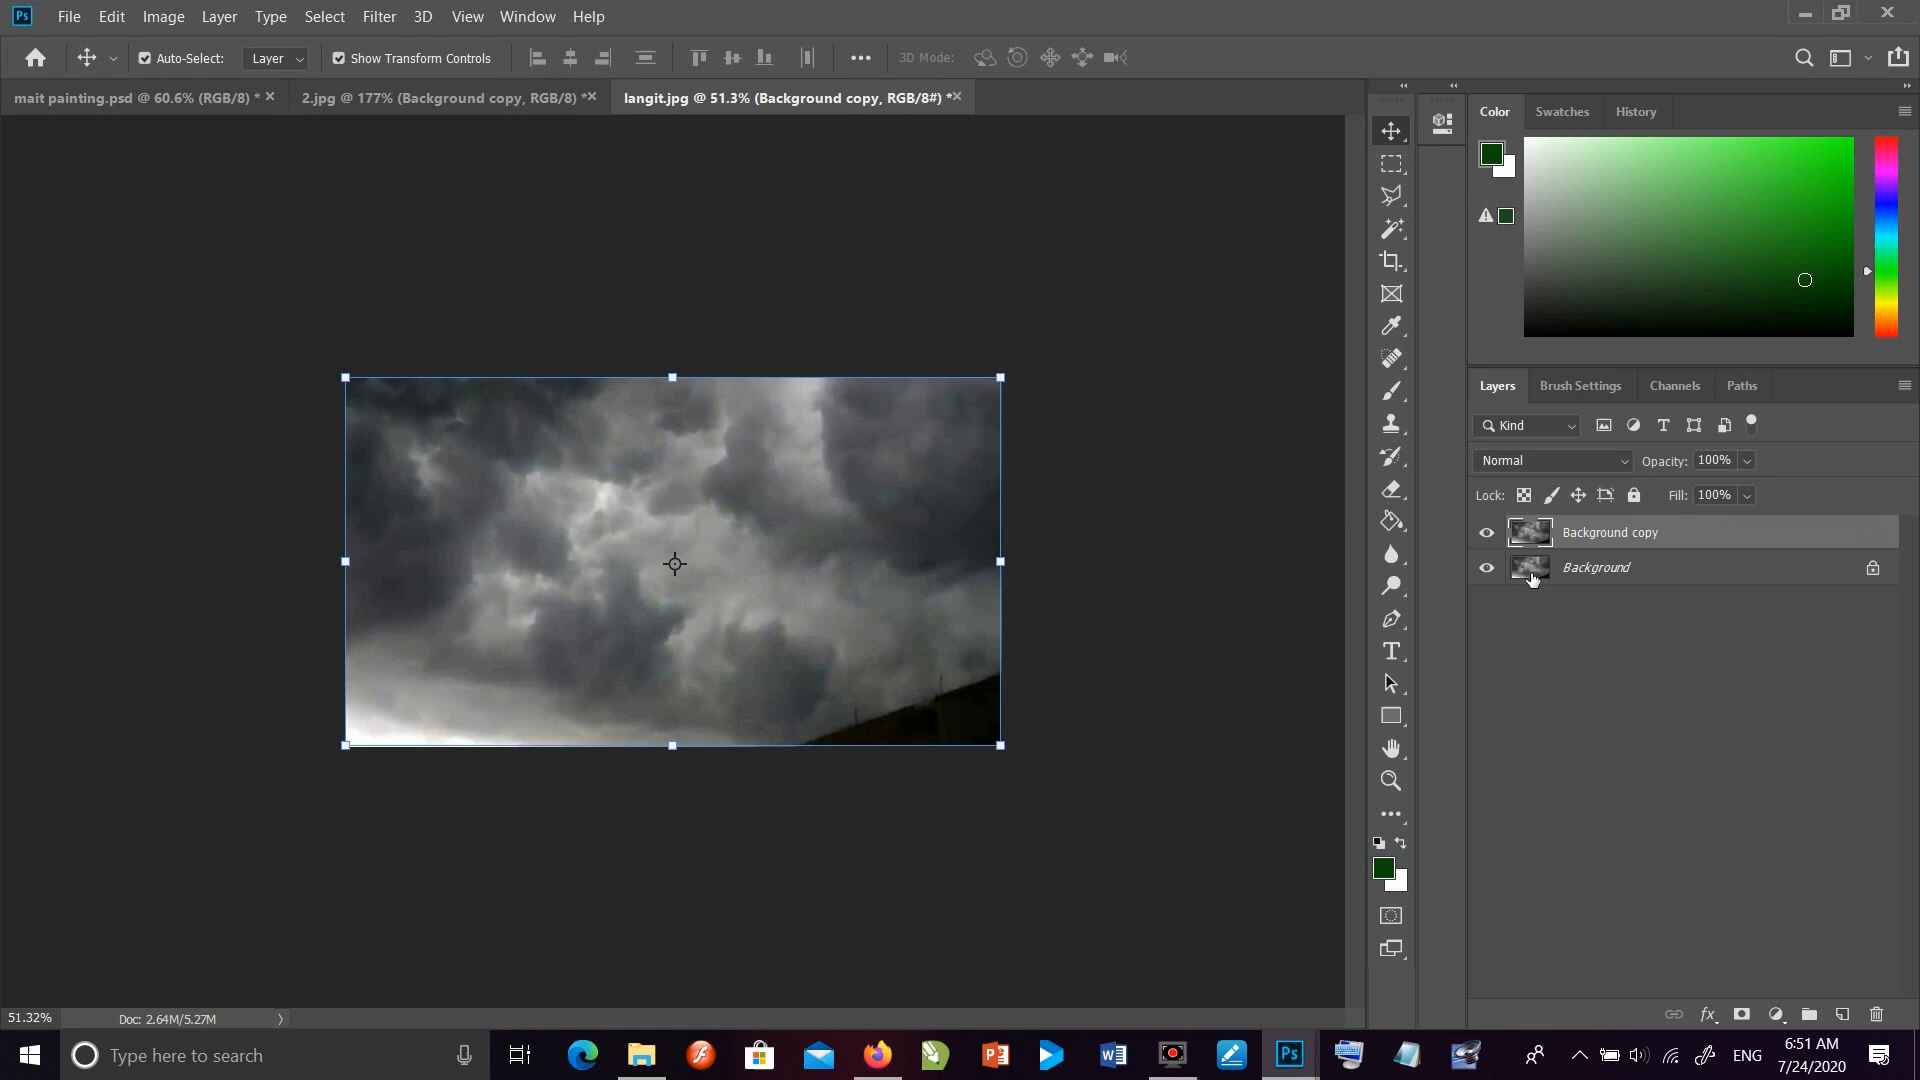 Ps File Edit Image Layer Type Select Filter 3D View Window Help
Auto-Select: Layer Show Transform Controls 3D Mode:
mait painting.psd @ 60.6% (RGB/8) * 2.jpg @ 177% (Background copy, RGB/8) * langit.jpg @ 51.3% (Background copy, RGB/8#) *
Color Swatches History
Layers Brush Settings Channels Paths
Kind
Normal Opacity: 100%
Lock: Fill: 100%
Background copy
Background
51.32% Doc: 2.64M/5.27M
Type here to search
ENG
6:51 AM
7/24/2020